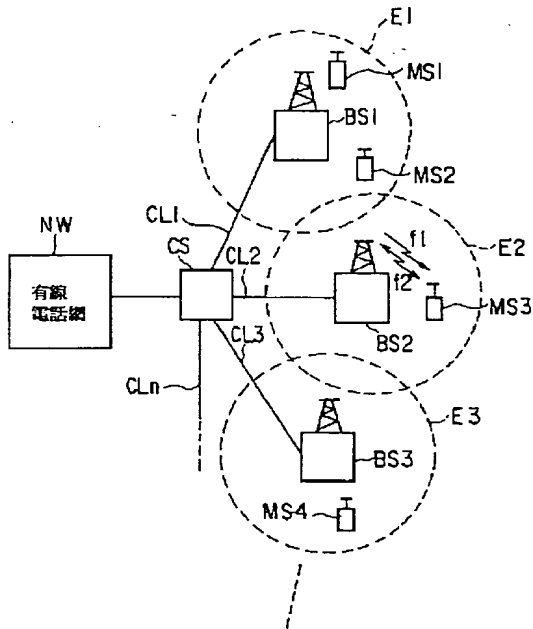 E1
MS1
BS1
MS2
CL1
NW
CS
CL2
f1
f2
E2
有線
電話網
MS3
BS2
CL3
CLn
E3
BS3
MS4